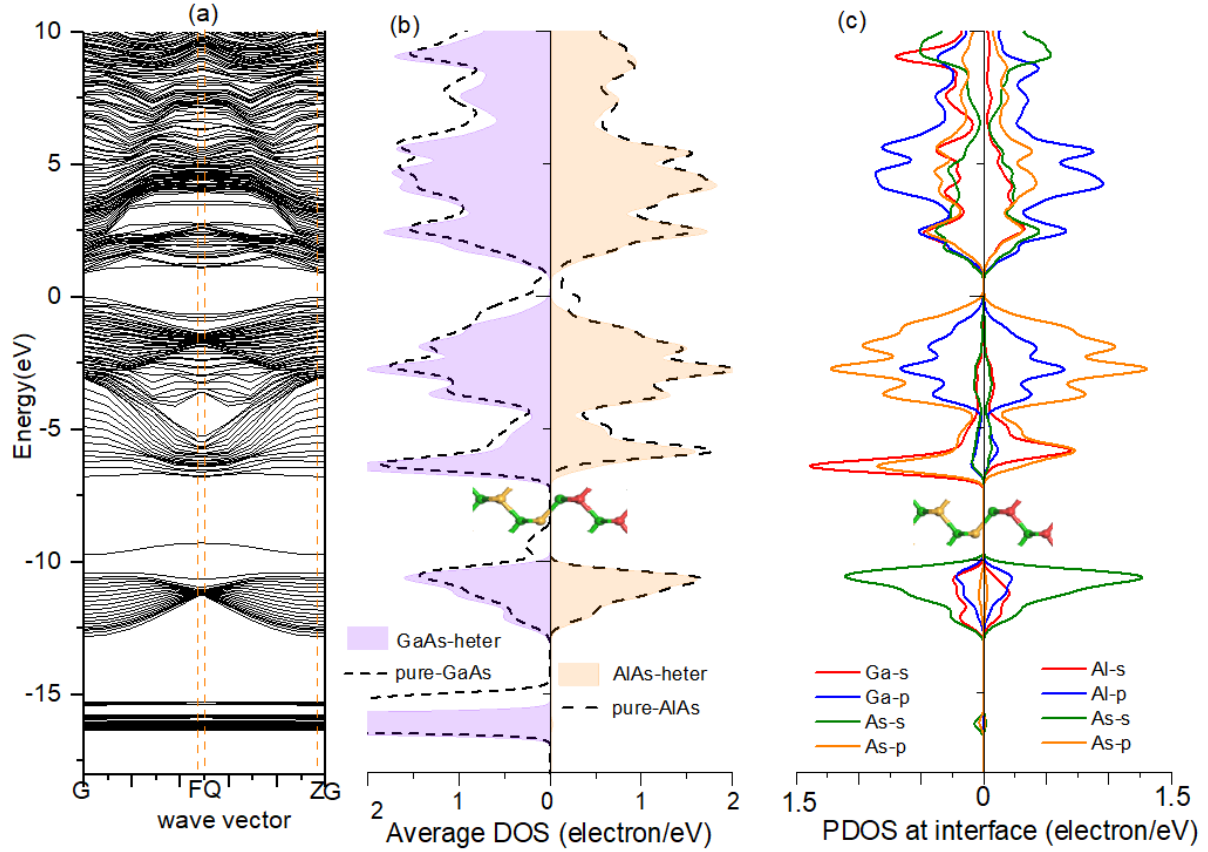 (a)
(b)
(c)
10
5
0
-5
-10
-15
Energy(eV)
G
F
Q
Z
G
wave vector
GaAs-heter
pure-GaAs
AlAs-heter
pure-AlAs
2
1
0
1
2
Average DOS (electron/eV)
Ga-s
Ga-p
As-s
As-p
Al-s
Al-p
As-s
As-p
1.5
0
1.5
PDOS at interface (electron/eV)